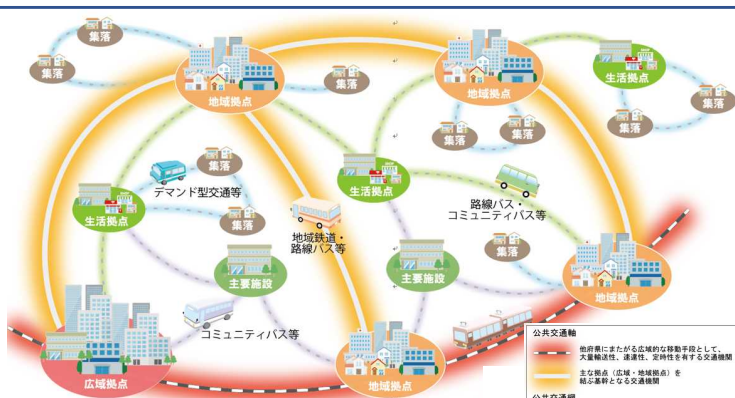 集落
集落
地域拠点
集落
地域拠点
生活拠点
集落
集落
集落
集落
集落
デマンド型交通等
集落
生活拠点
集落
生活拠点
路線バス・
コミュニティバス等
地域鉄道・
路線バス等
主要施設
主要施設
集落
地域拠点
コミュニティバス等
広域拠点
地域拠点
公共交通軸
他府県にまたがる広域的な移動手段として、
大量輸送性、速達性、定時性を有する交通機関
主な拠点（広域・地域拠点）を
結ぶ基幹となる交通機関
公共交通網